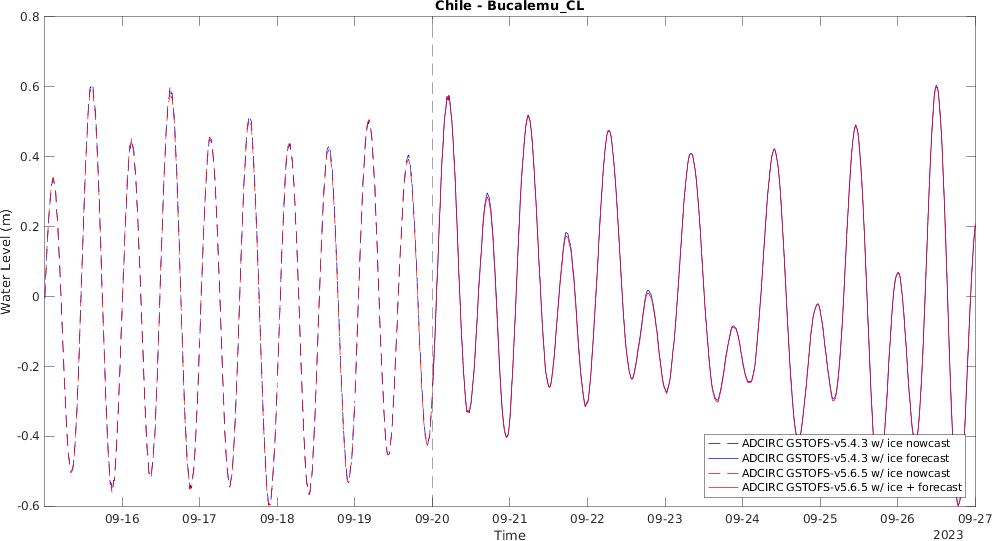 Chile - Bucalemu_CL
0.8
0.6
0.4
0.2
0
-0.2
-0.4
-0.6
Water Level (m)
ADCIRC GSTOFS-v5.4.3 w/ ice nowcast
ADCIRC GSTOFS-v5.4.3 w/ ice forecast
ADCIRC GSTOFS-v5.6.5 w/ ice nowcast
ADCIRC GSTOFS-v5.6.5 w/ ice + forecast
09-16 09-17 09-18 09-19 09-20 09-21 09-22 09-23 09-24 09-25 09-26 09-27
Time
2023